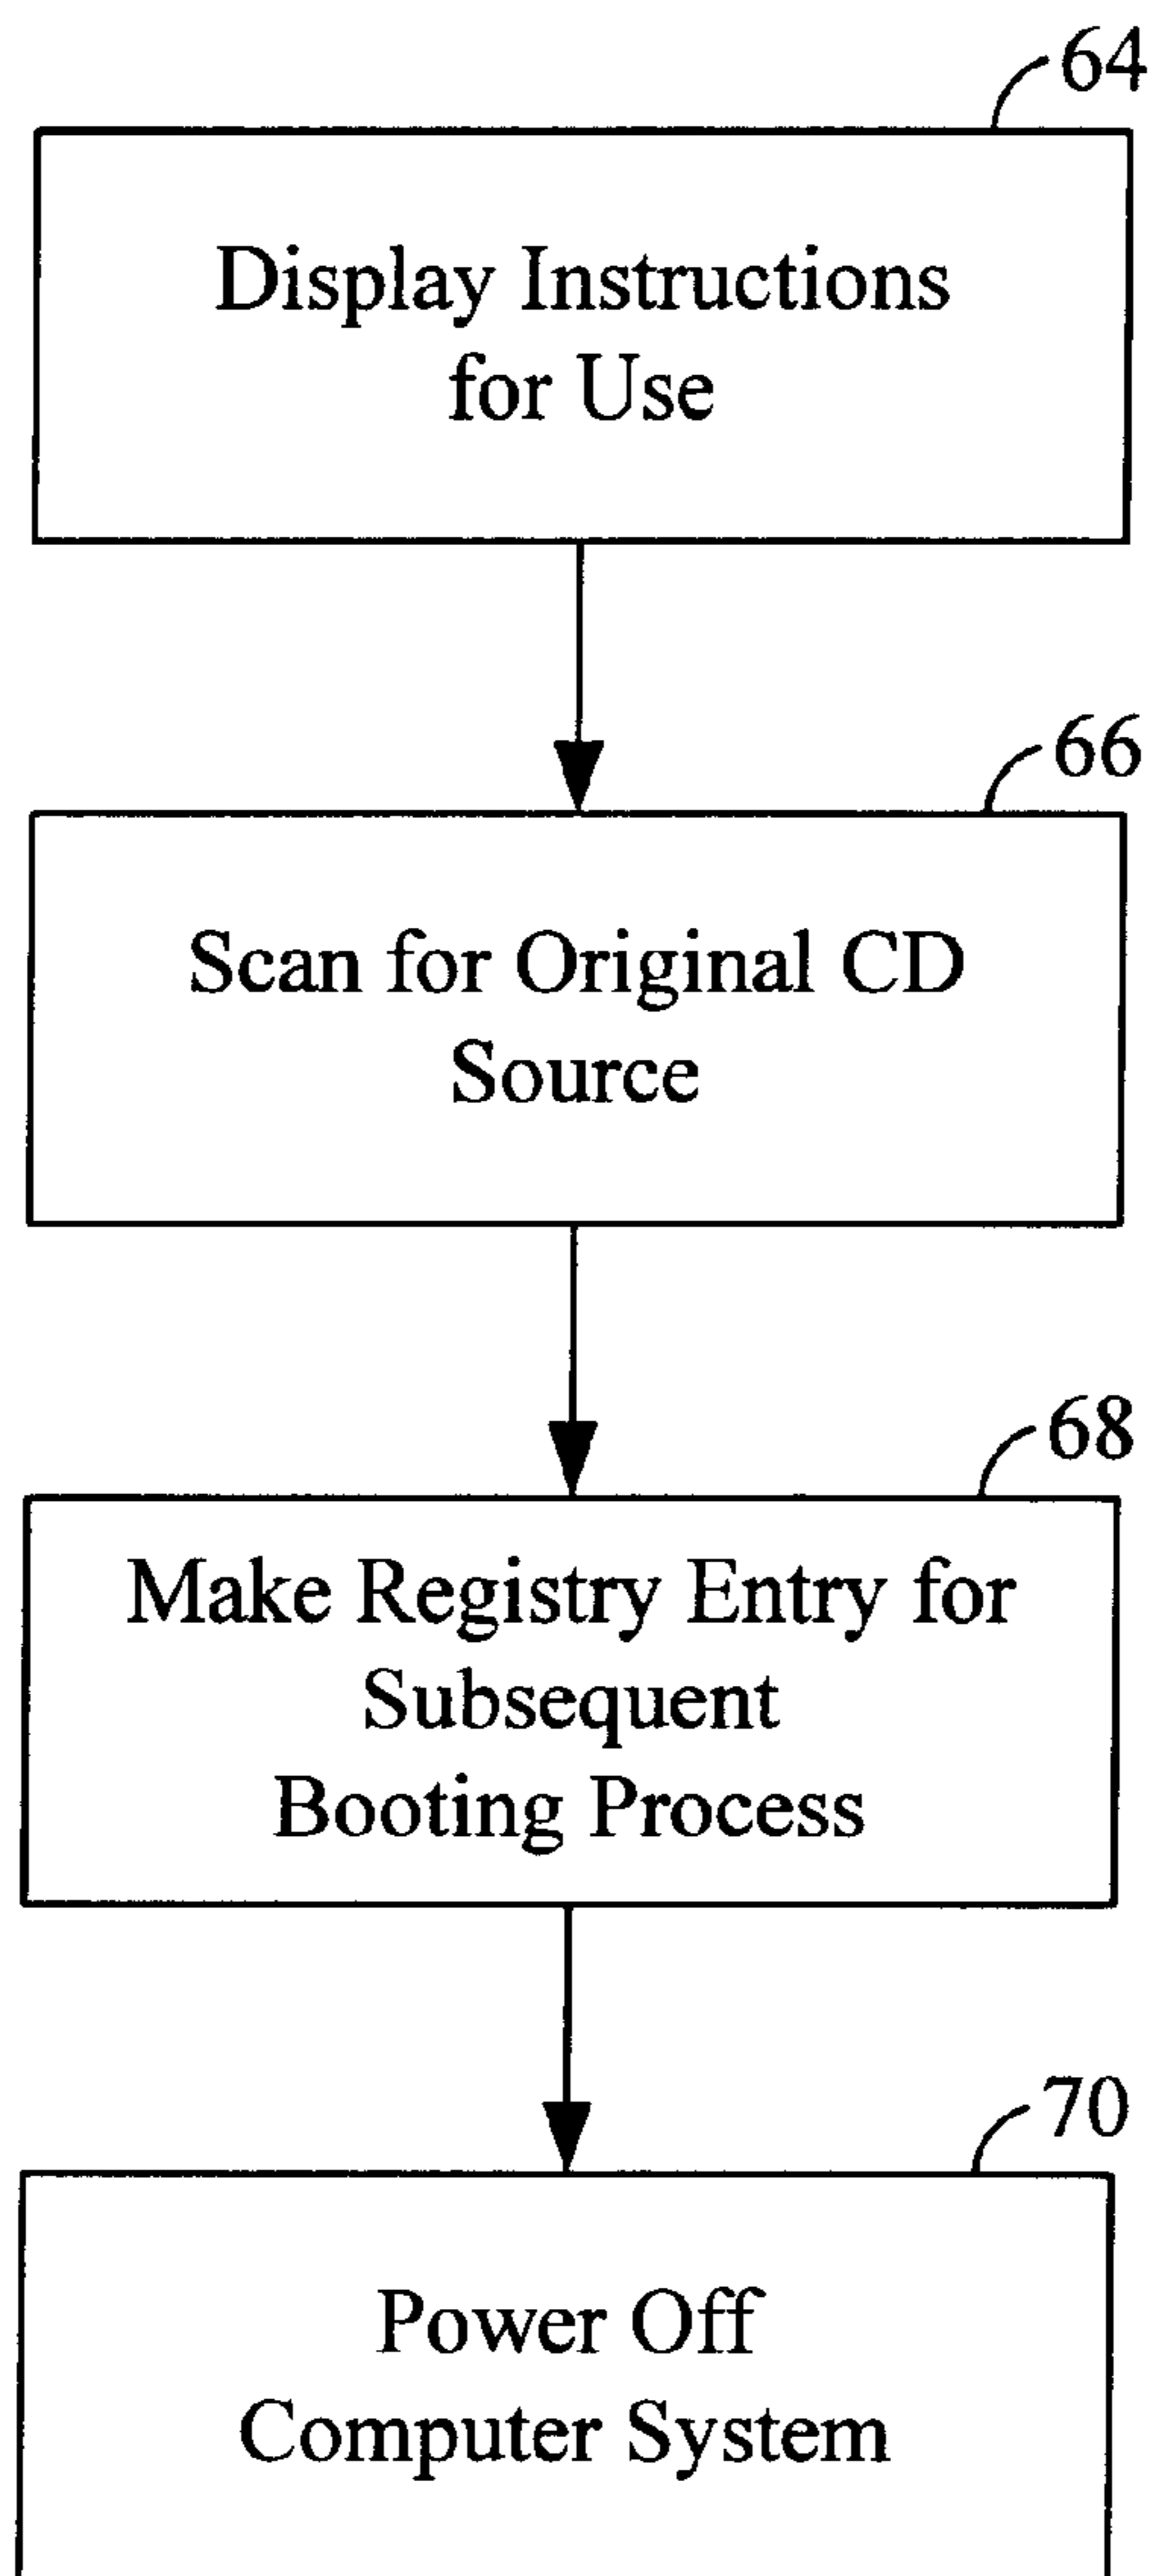 64
Display Instructions
for Use
66
Scan for Original CD
Source
68
Make Registry Entry for
Subsequent
Booting Process
70
Power Off
Computer System